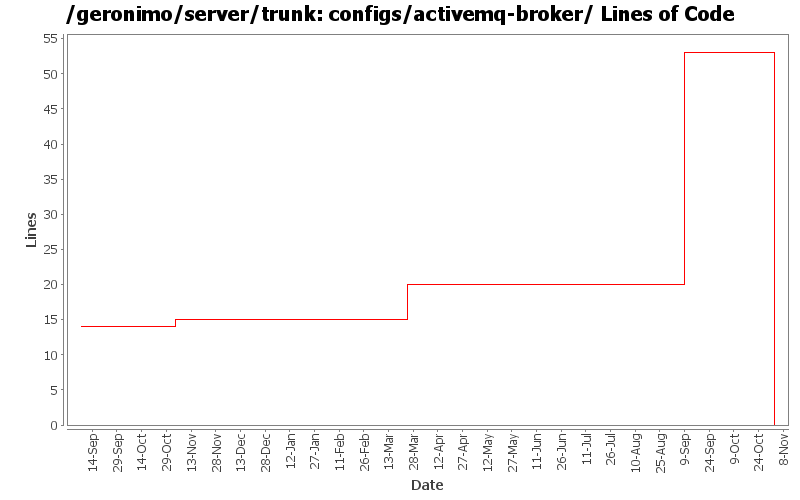 /geronimo/server/trunk: configs/activemq-broker/ Lines of Code
55
50
45
40
35
30
25
20
15
10
5
0
Lines
14-Sep
29-Sep
14-Oct
29-Oct
13-Nov
28-Nov
13-Dec
28-Dec
12-Jan
27-Jan
11-Feb
26-Feb
13-Mar
28-Mar
12-Apr
27-Apr
12-May
27-May
11-Jun
26-Jun
11-Jul
26-Jul
10-Aug
25-Aug
9-Sep
24-Sep
9-Oct
24-Oct
8-Nov
Date